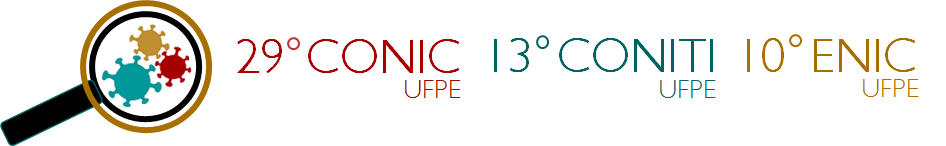 29° CONIC 13° CONITI 10° ENIC
UFPE UFPE UFPE